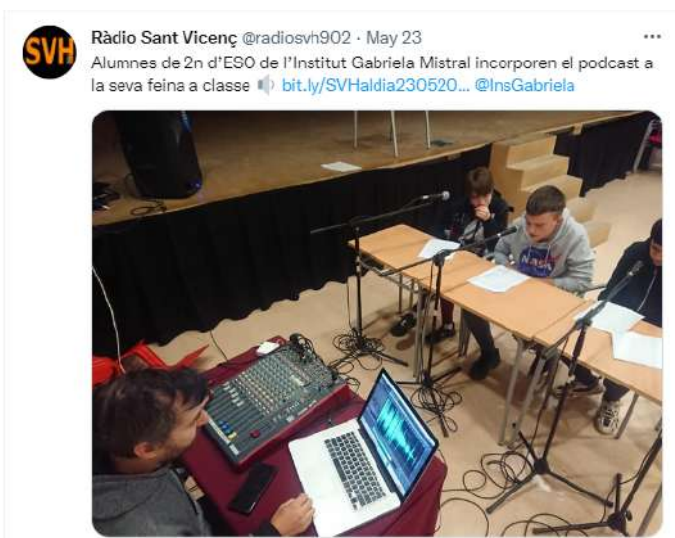 SVH
Ràdio Sant Vicenç @radiosvh902 · May 23
Alumnes de 2n d'ESO de l'Institut Gabriela Mistral incorporen el podcast a
la seva feina a classe 🔊 bit.ly/SVHaldia230520... @InsGabriela
NASA